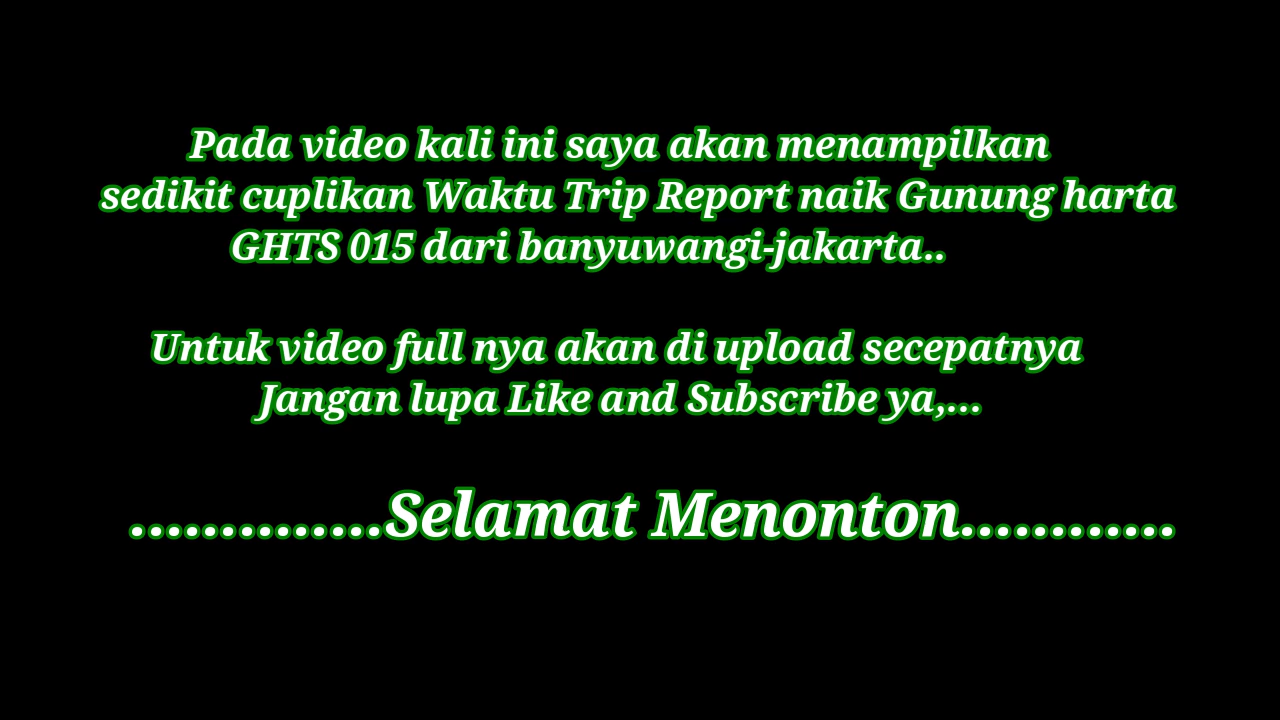 Pada video kali ini saya akan menampilkan
sedikit cuplikan Waktu Trip Report naik Gunung harta
GHTS 015 dari banyuwangi-jakarta..
Untuk video full nya akan di upload secepatnya
Jangan lupa Like and Subscribe ya,...
..............Selamat Menonton............